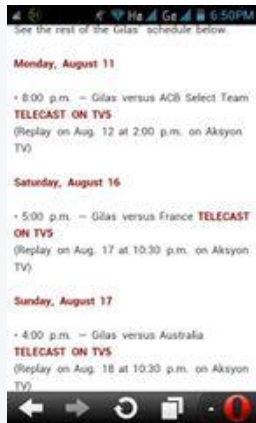 He Ge 6:50PM
See the rest of the Gilas' schedule below.
Monday, August 11
• 8:00 p.m. — Gilas versus ACB Select Team
TELECAST ON TV5
(Replay on Aug. 12 at 2:00 p.m. on Aksyon
TV)
Saturday, August 16
• 5:00 p.m. — Gilas versus France TELECAST
ON TV5
(Replay on Aug. 17 at 10:30 p.m. on Aksyon
TV)
Sunday, August 17
• 4:00 p.m. — Gilas versus Australia
TELECAST ON TV5
(Replay on Aug. 18 at 10:30 p.m. on Aksyon
TV)